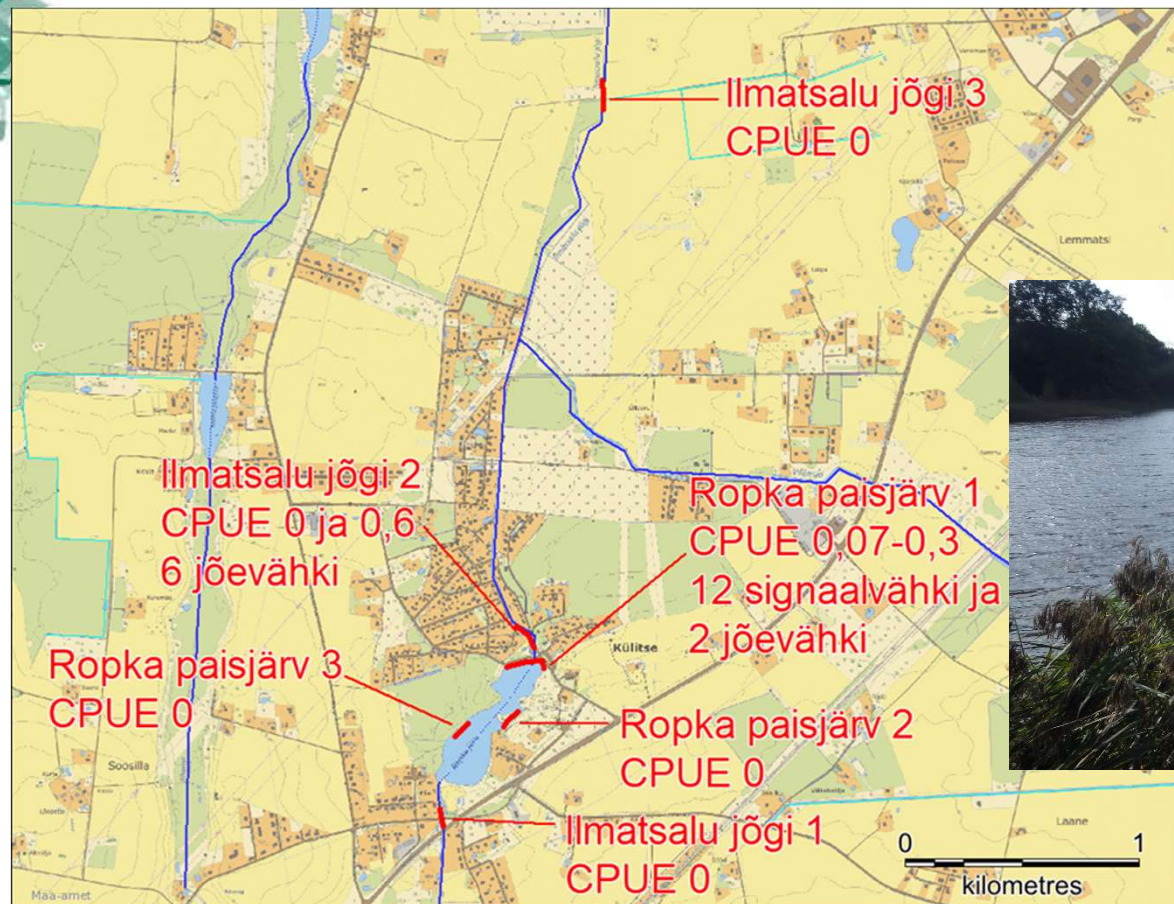 Ilmatsalu jõgi 3
CPUE 0
Lemmatsi
Ilmatsalu jõgi 2
CPUE 0 ja 0,6
6 jõevähki
Ropka paisjärv 1
CPUE 0,07-0,3
12 signaalvähki ja
2 jõevähki
Külitse
Ropka paisjärv 3
CPUE 0
Ropka paisjärv 2
CPUE 0
Soosilla
Ilmatsalu jõgi 1
CPUE 0
Laane
0 1
kilometres
Maa-amet